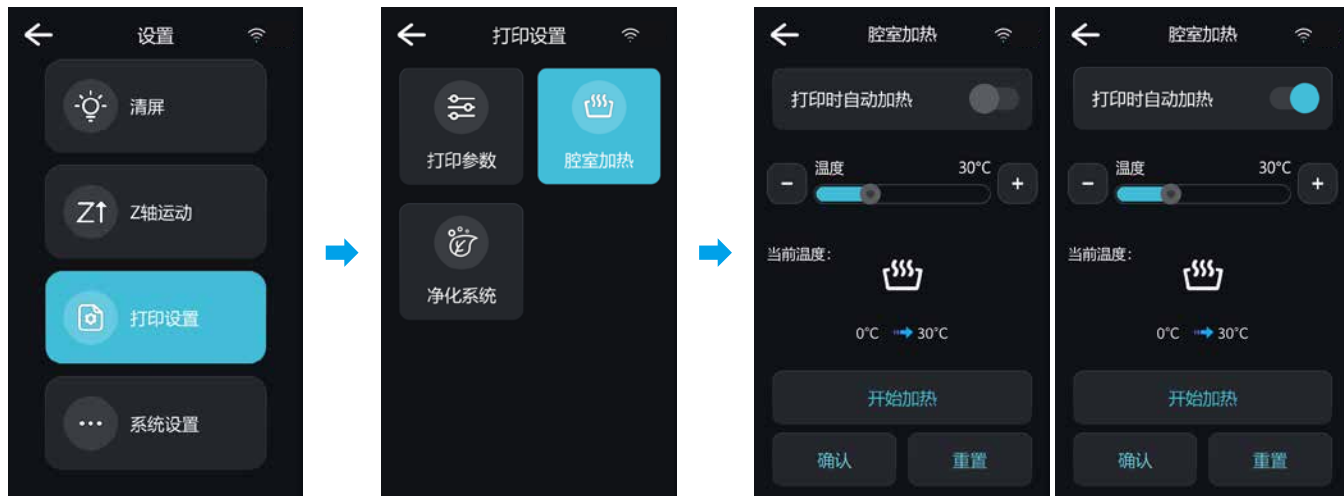 设置
清屏
Z轴运动
打印设置
系统设置
打印设置
打印参数
腔室加热
净化系统
腔室加热
打印时自动加热
温度 30°C
- +
当前温度:
0°C 30°C
开始加热
确认 重置
腔室加热
打印时自动加热
温度 30°C
- +
当前温度:
0°C 30°C
开始加热
确认 重置